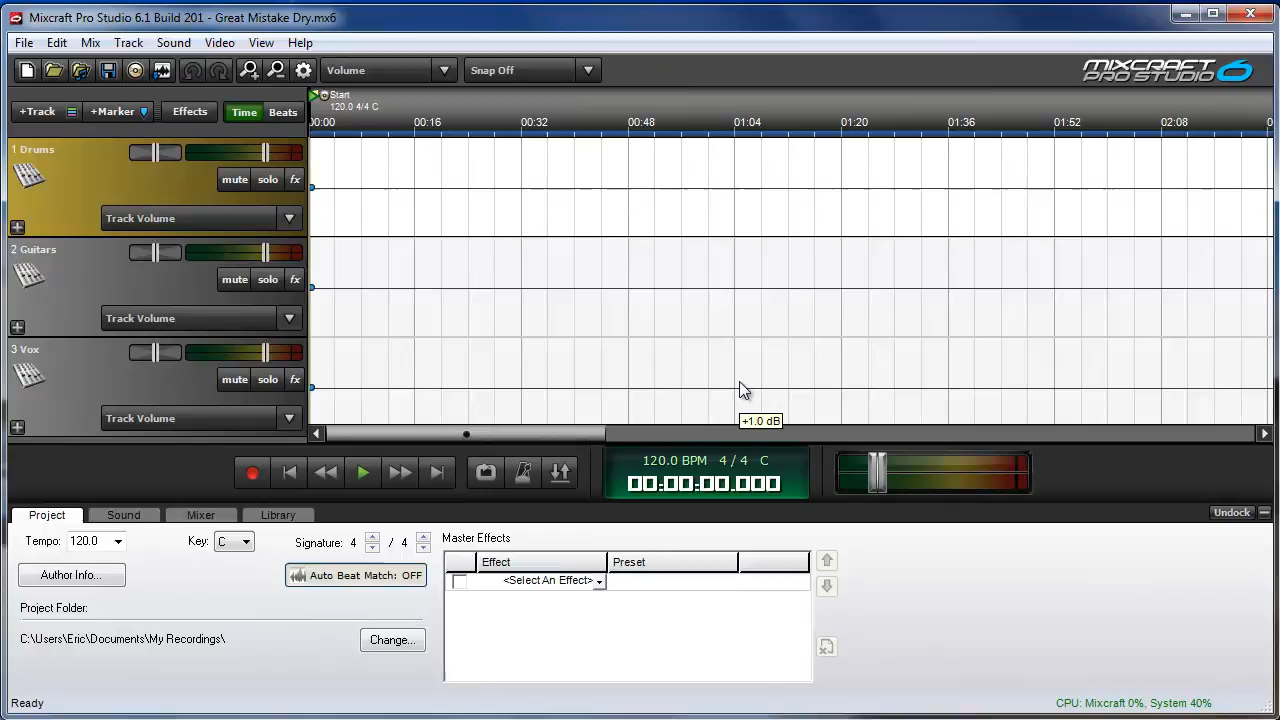 Mixcraft Pro Studio 6.1 Build 201 - Great Mistake Dry.mx6
File Edit Mix Track Sound Video View Help
Volume Snap Off MIXCRAFT PRO STUDIO 6
+Track +Marker Effects Time Beats
Start
120.0 4/4 C
00:00 00:16 00:32 00:48 01:04 01:20 01:36 01:52 02:08 0
1 Drums
mute solo fx
Track Volume
2 Guitars
mute solo fx
Track Volume
3 Vox
mute solo fx
Track Volume
+1.0 dB
120.0 BPM 4 / 4 C
00:00:00.000
Project Sound Mixer Library Undock
Tempo: 120.0 Key: C Signature: 4 / 4
Master Effects
Effect Preset
<Select An Effect>
Author Info... Auto Beat Match: OFF
Project Folder:
C:\Users\Eric\Documents\My Recordings\ Change...
Ready CPU: Mixcraft 0%, System 40%